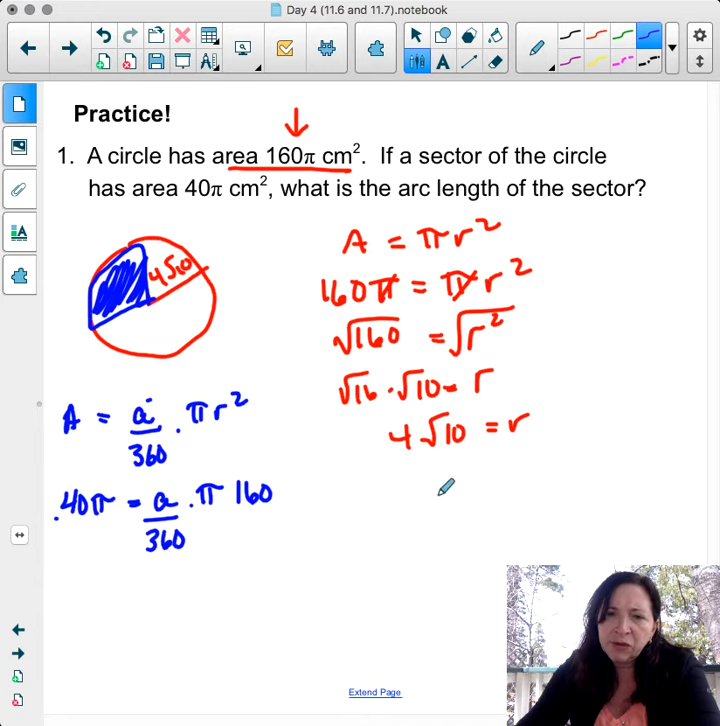 Day 4 (11.6 and 11.7).notebook
Practice!
1. A circle has area 160π cm². If a sector of the circle
has area 40π cm², what is the arc length of the sector?
4√10
A = πr²
160π = πr²
√160 = √r²
√16 · √10 = r
4√10 = r
A = a/360 · πr²
.40π = a/360 · π 160
Extend Page